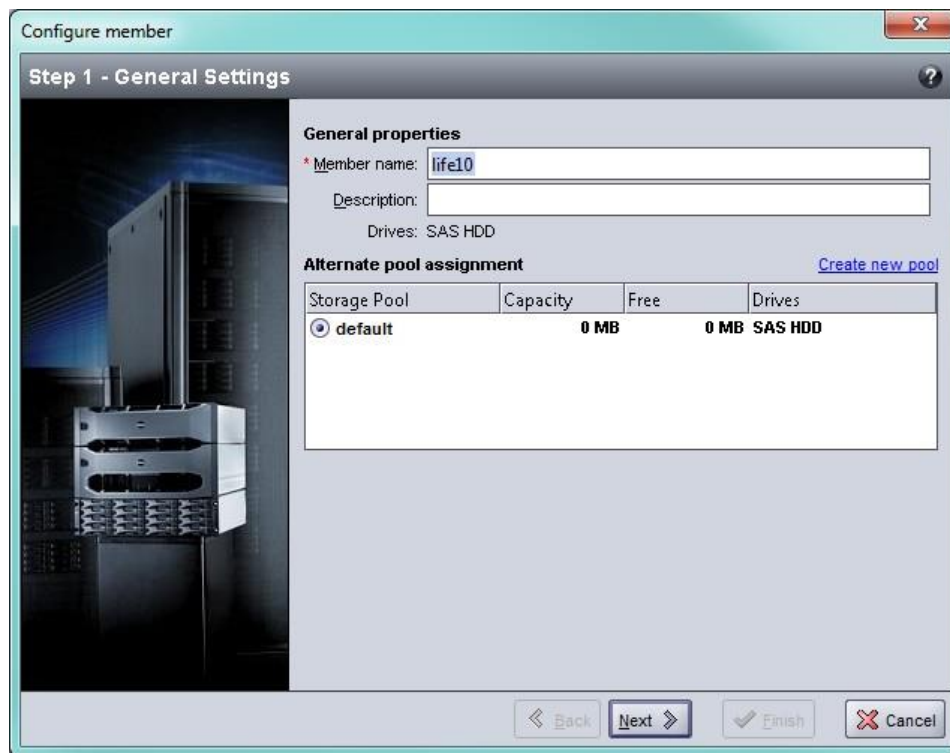 Configure member
Step 1 - General Settings
?
General properties
* Member name: life10
Description:
Drives: SAS HDD
Alternate pool assignment Create new pool
Storage Pool Capacity Free Drives
default 0 MB 0 MB SAS HDD
Back Next Finish Cancel